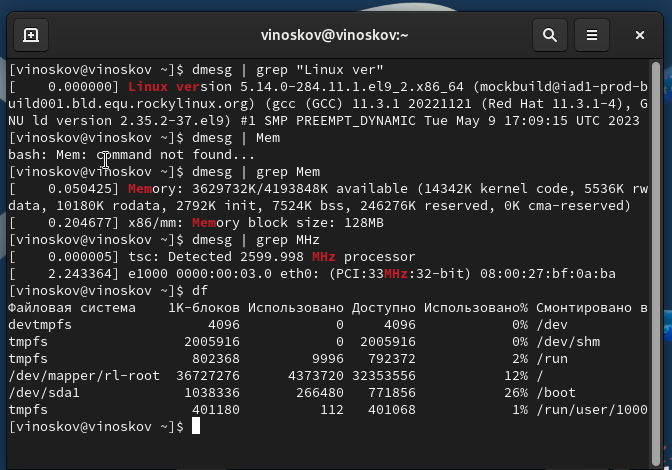 vinoskov@vinoskov:~
[vinoskov@vinoskov ~]$ dmesg | grep "Linux ver"
[    0.000000] Linux version 5.14.0-284.11.1.el9_2.x86_64 (mockbuild@iad1-prod-b
uild001.bld.equ.rockylinux.org) (gcc (GCC) 11.3.1 20221121 (Red Hat 11.3.1-4), G
NU ld version 2.35.2-37.el9) #1 SMP PREEMPT_DYNAMIC Tue May 9 17:09:15 UTC 2023
[vinoskov@vinoskov ~]$ dmesg | Mem
bash: Mem: command not found...
[vinoskov@vinoskov ~]$ dmesg | grep Mem
[    0.050425] Memory: 3629732K/4193848K available (14342K kernel code, 5536K rw
data, 10180K rodata, 2792K init, 7524K bss, 246276K reserved, 0K cma-reserved)
[    0.204677] x86/mm: Memory block size: 128MB
[vinoskov@vinoskov ~]$ dmesg | grep MHz
[    0.000005] tsc: Detected 2599.998 MHz processor
[    2.243364] e1000 0000:00:03.0 eth0: (PCI:33MHz:32-bit) 08:00:27:bf:0a:ba
[vinoskov@vinoskov ~]$ df
Файловая система    1K-блоков Использовано Доступно Использовано% Cмонтировано в
devtmpfs                 4096            0     4096            0% /dev
tmpfs                 2005916            0  2005916            0% /dev/shm
tmpfs                  802368         9996   792372            2% /run
/dev/mapper/rl-root  36727276      4373720 32353556           12% /
/dev/sda1             1038336       266480   771856           26% /boot
tmpfs                  401180          112   401068            1% /run/user/1000
[vinoskov@vinoskov ~]$